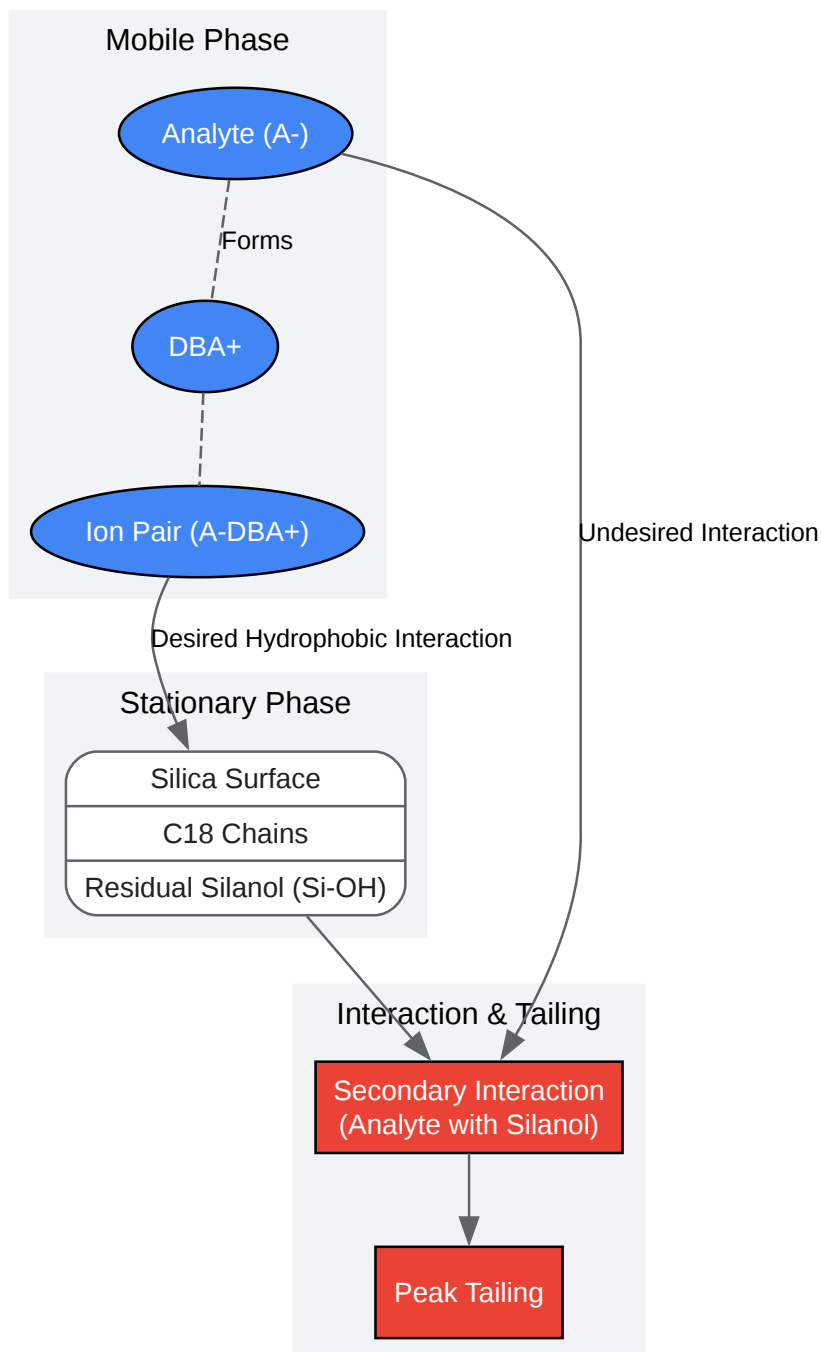 Mobile Phase
Analyte (A-)
Forms
DBA+
Ion Pair (A-DBA+)
Undesired Interaction
Desired Hydrophobic Interaction
Stationary Phase
Silica Surface
C18 Chains
Residual Silanol (Si-OH)
Interaction & Tailing
Secondary Interaction
(Analyte with Silanol)
Peak Tailing